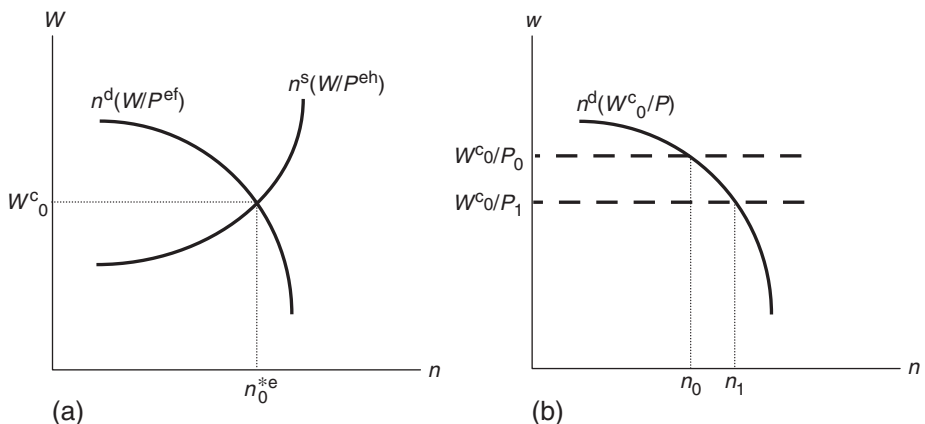 W
n^d(W/P^ef)
n^s(W/P^eh)
W^c_0
n
n_0^*e
(a)
w
n^d(W^c_0/P)
W^c_0/P_0
W^c_0/P_1
n_0
n_1
n
(b)